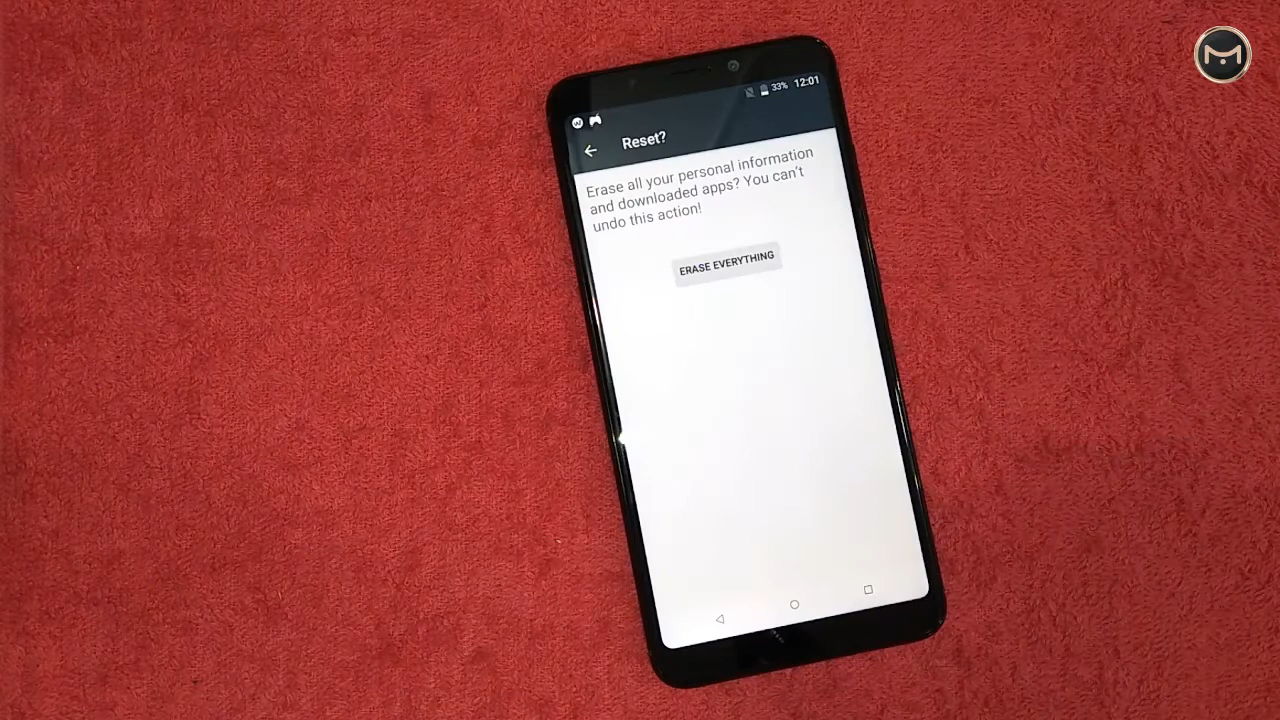 33% 12:01
Reset?
Erase all your personal information
and downloaded apps? You can't
undo this action!
ERASE EVERYTHING